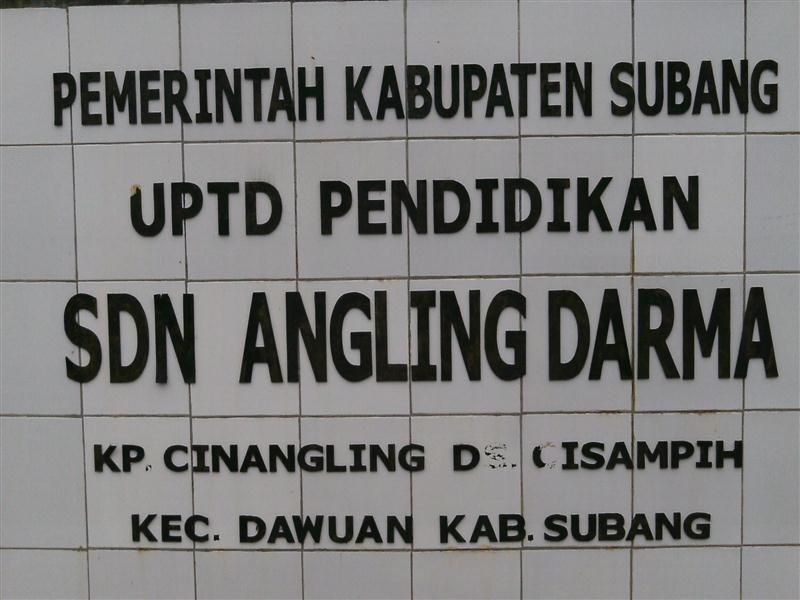 PEMERINTAH KABUPATEN SUBANG
UPTD PENDIDIKAN
SDN ANGLING DARMA
KP. CINANGLING DS. CISAMPIH
KEC. DAWUAN KAB. SUBANG